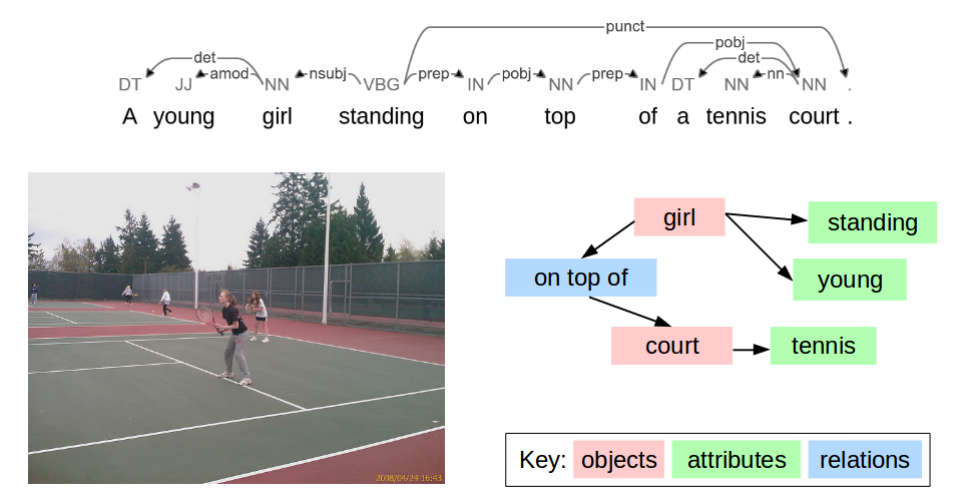 punct
pobj
det det
amod nsubj prep pobj prep nn
DT JJ NN VBG IN NN IN DT NN NN .
A young girl standing on top of a tennis court .
girl
standing
on top of
young
court
tennis
2008/04/24 16:43
Key: objects attributes relations